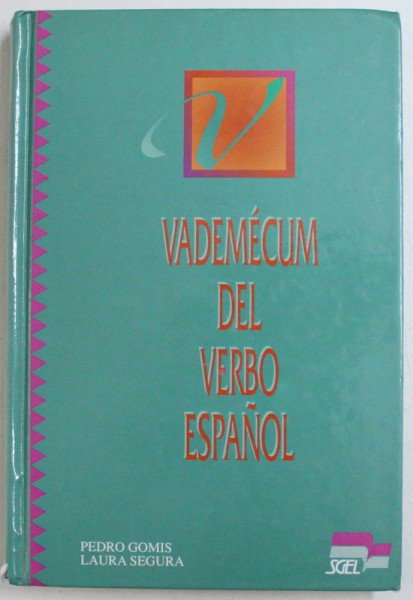 V
VADEMÉCUM
DEL
VERBO
ESPAÑOL
PEDRO GOMIS
LAURA SEGURA
SGEL